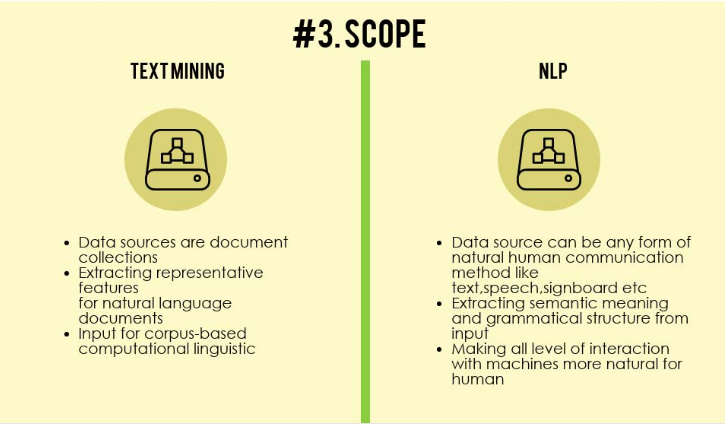 #3. SCOPE
TEXT MINING
• Data sources are document
collections
• Extracting representative
features
for natural language
documents
• Input for corpus-based
computational linguistic
NLP
• Data source can be any form of
natural human communication
method like
text,speech,signboard etc
• Extracting semantic meaning
and grammatical structure from
input
• Making all level of interaction
with machines more natural for
human